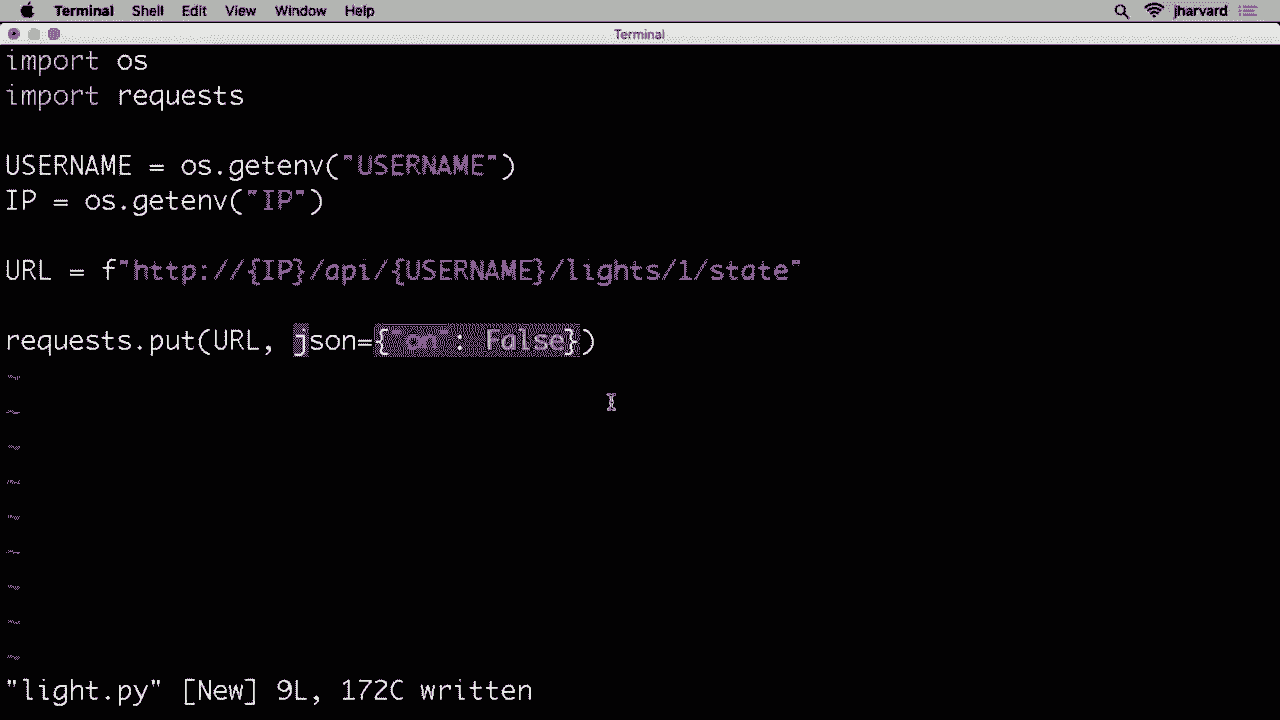 Terminal Shell Edit View Window Help jharvard
Terminal
import os
import requests
USERNAME = os.getenv("USERNAME")
IP = os.getenv("IP")
URL = f"http://{IP}/api/{USERNAME}/lights/1/state"
requests.put(URL, json={"on": False})
~
~
~
~
~
~
~
~
~
"light.py" [New] 9L, 172C written